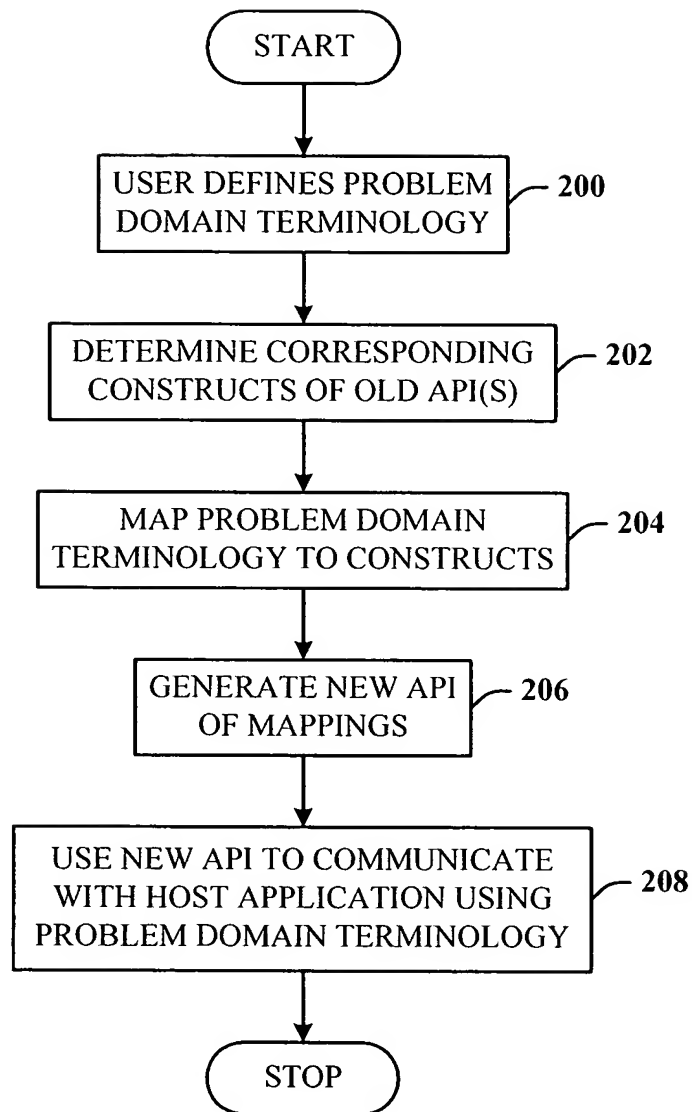 START
USER DEFINES PROBLEM
DOMAIN TERMINOLOGY
200
DETERMINE CORRESPONDING
CONSTRUCTS OF OLD API(S)
202
MAP PROBLEM DOMAIN
TERMINOLOGY TO CONSTRUCTS
204
GENERATE NEW API
OF MAPPINGS
206
USE NEW API TO COMMUNICATE
WITH HOST APPLICATION USING
PROBLEM DOMAIN TERMINOLOGY
208
STOP